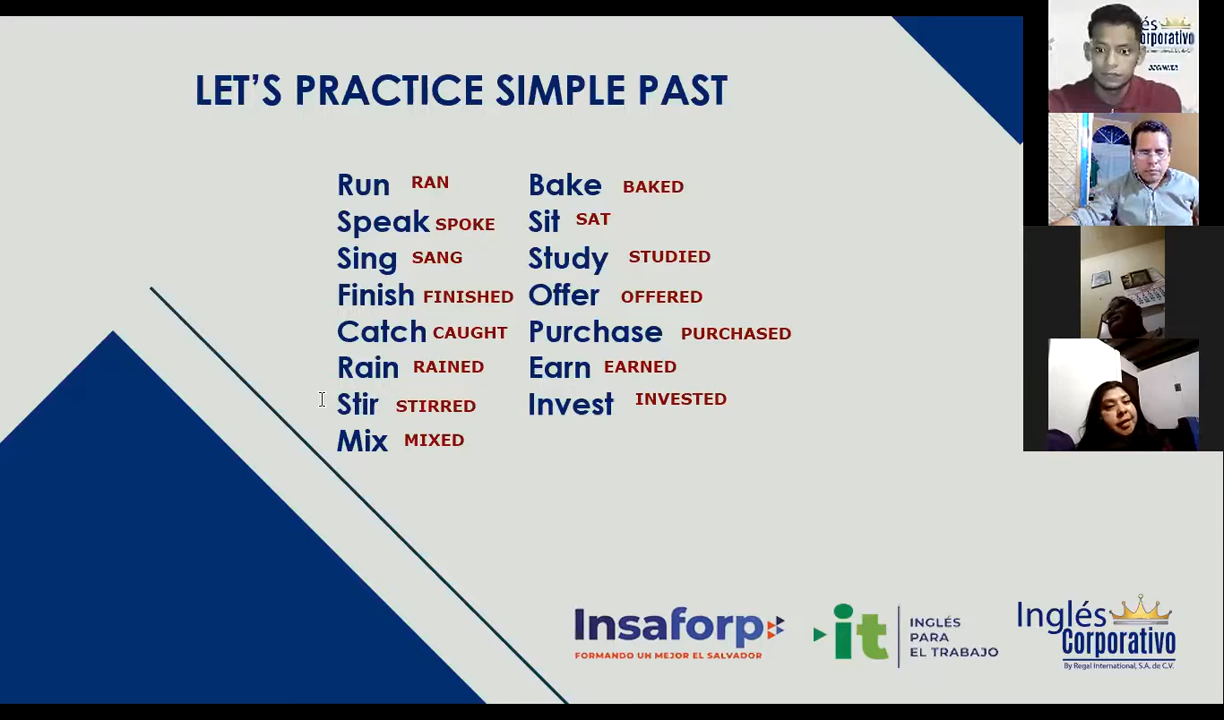 LET'S PRACTICE SIMPLE PAST
Run RAN
Speak SPOKE
Sing SANG
Finish FINISHED
Catch CAUGHT
Rain RAINED
Stir STIRRED
Mix MIXED
Bake BAKED
Sit SAT
Study STUDIED
Offer OFFERED
Purchase PURCHASED
Earn EARNED
Invest INVESTED
Insaforp
FORMANDO UN MEJOR EL SALVADOR
it
INGLÉS
PARA
EL TRABAJO
Inglés
Corporativo
By Regal International, S.A. de C.V.
és
orporativo